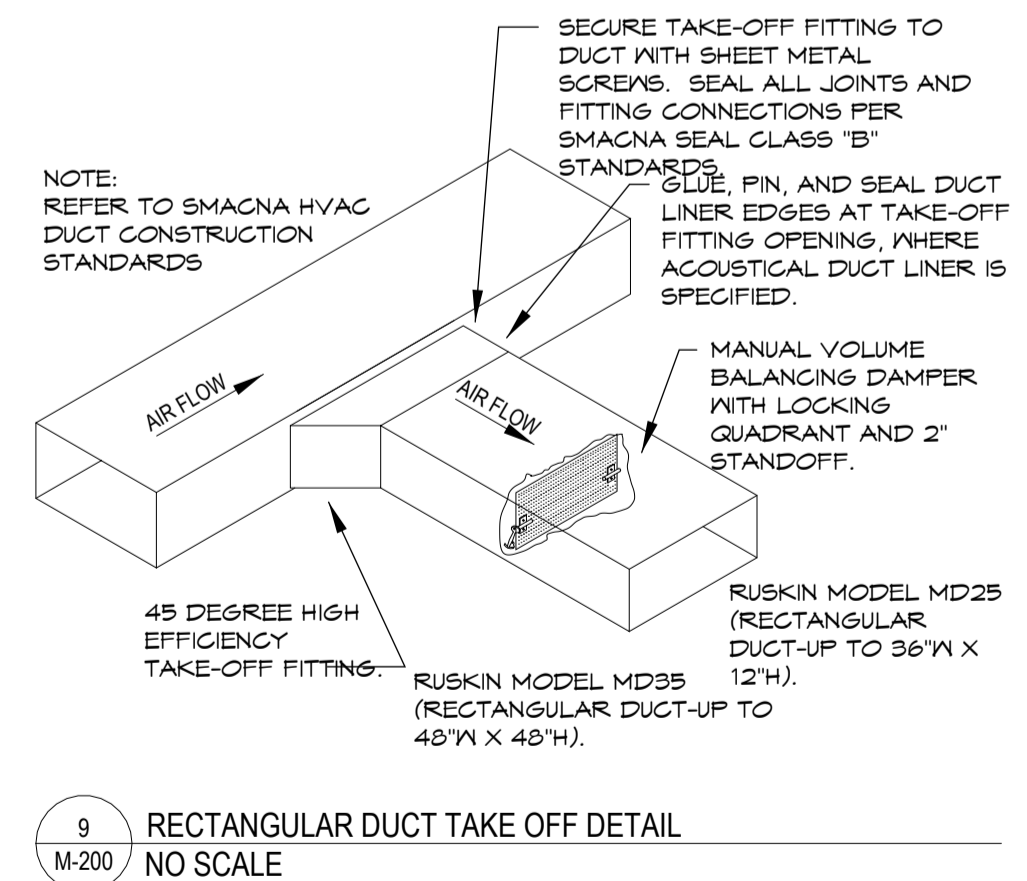 SECURE TAKE-OFF FITTING TO
DUCT WITH SHEET METAL
SCREWS. SEAL ALL JOINTS AND
FITTING CONNECTIONS PER
SMACNA SEAL CLASS "B"
STANDARDS.
NOTE:
REFER TO SMACNA HVAC
DUCT CONSTRUCTION
STANDARDS
GLUE, PIN, AND SEAL DUCT
LINER EDGES AT TAKE-OFF
FITTING OPENING, WHERE
ACOUSTICAL DUCT LINER IS
SPECIFIED.
MANUAL VOLUME
BALANCING DAMPER
WITH LOCKING
QUADRANT AND 2"
STANDOFF.
AIR FLOW
AIR FLOW
45 DEGREE HIGH
EFFICIENCY
TAKE-OFF FITTING.
RUSKIN MODEL MD35
(RECTANGULAR DUCT-UP TO
48"W X 48"H).
RUSKIN MODEL MD25
(RECTANGULAR
DUCT-UP TO 36"W X
12"H).
9
M-200
RECTANGULAR DUCT TAKE OFF DETAIL
NO SCALE